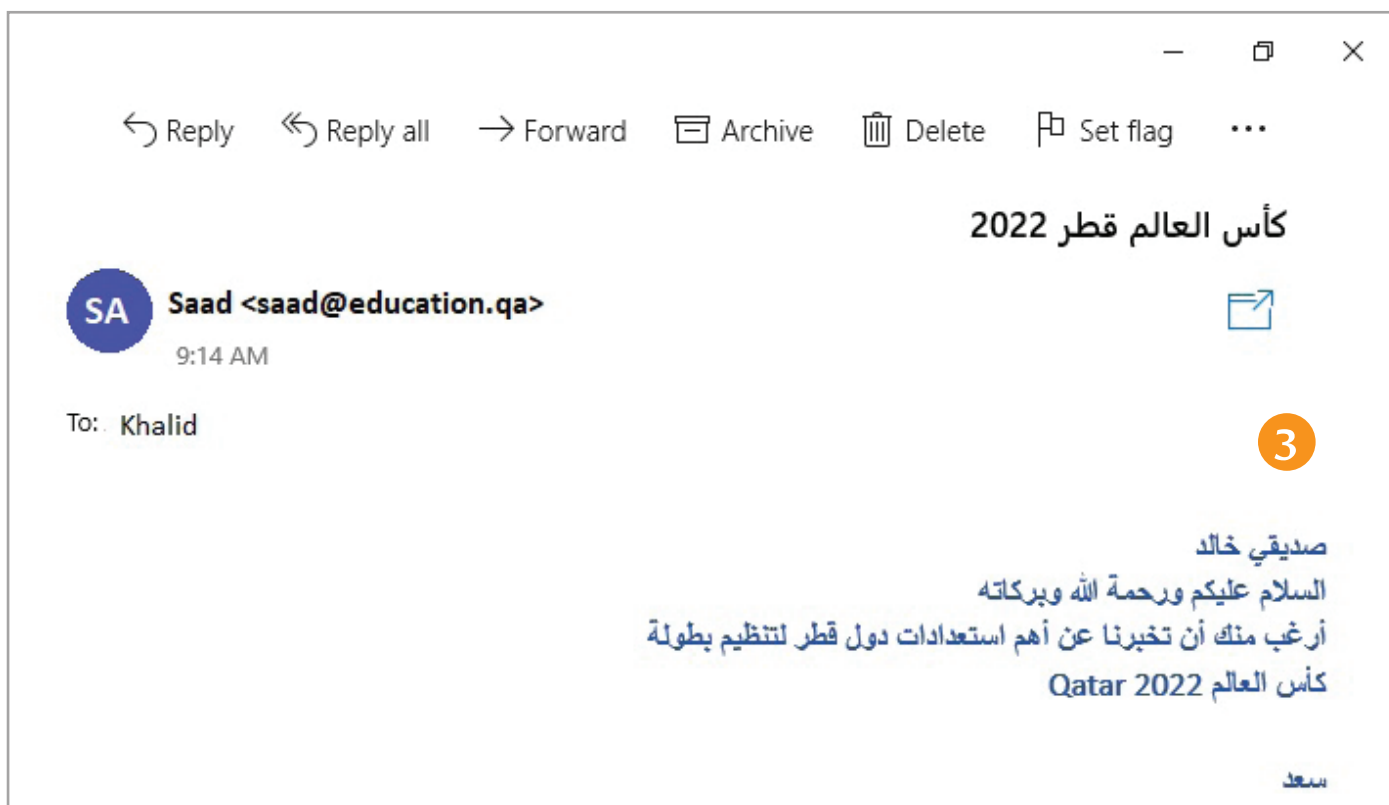 Reply Reply all Forward Archive Delete Set flag ...
كأس العالم قطر 2022
SA
Saad <saad@education.qa>
9:14 AM
To: Khalid
3
صديقي خالد
السلام عليكم ورحمة الله وبركاته
أرغب منك أن تخبرنا عن أهم استعدادات دول قطر لتنظيم بطولة
كأس العالم Qatar 2022
سعد